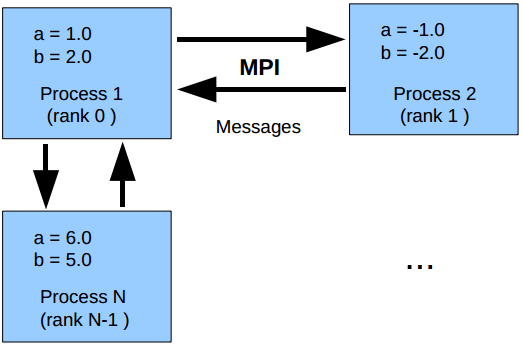 a = 1.0
b = 2.0
Process 1
(rank 0 )
MPI
Messages
a = -1.0
b = -2.0
Process 2
(rank 1 )
a = 6.0
b = 5.0
Process N
(rank N-1 )
...